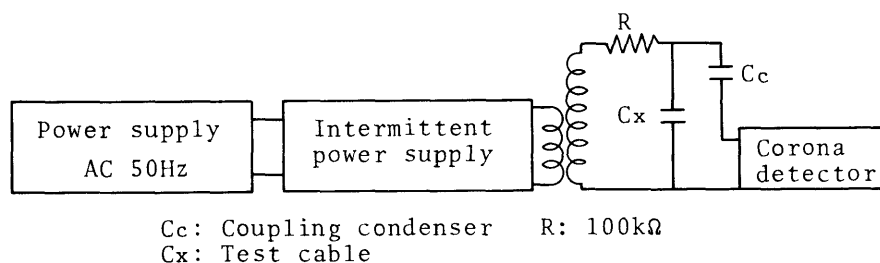 R
Cc
Cx
Power supply
AC 50Hz
Intermittent
power supply
Corona
detector
Cc: Coupling condenser R: 100kΩ
Cx: Test cable